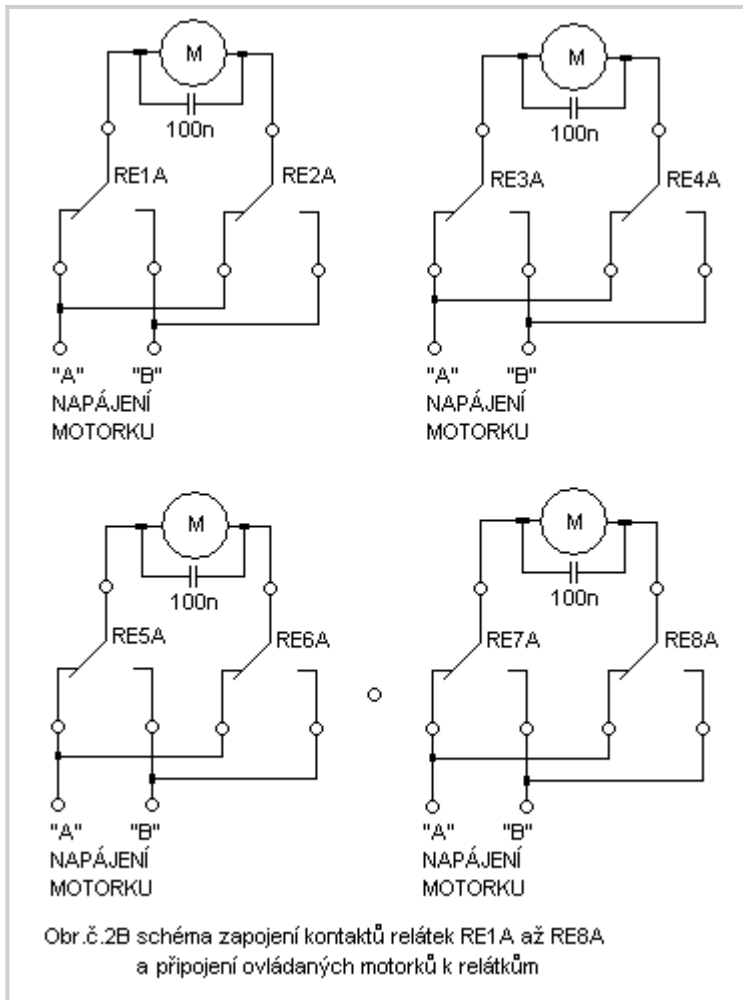 M
M
100n
100n
RE1A
RE2A
RE3A
RE4A
"A"
"B"
"A"
"B"
NAPÁJENÍ
MOTORKU
NAPÁJENÍ
MOTORKU
M
M
100n
100n
RE5A
RE6A
RE7A
RE8A
"A"
"B"
"A"
"B"
NAPÁJENÍ
MOTORKU
NAPÁJENÍ
MOTORKU
Obr.č.2B schéma zapojení kontaktů relátek RE1A až RE8A
a připojení ovládaných motorků k relátkům